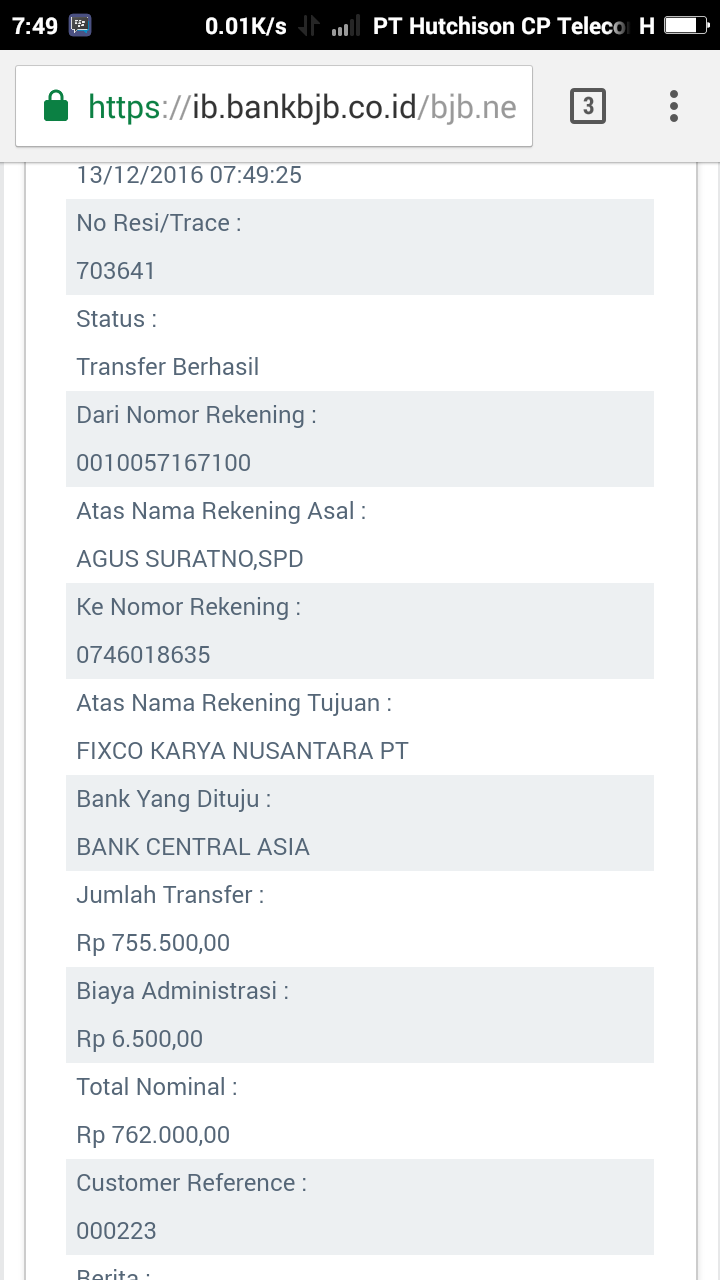 7:49 0.01K/s PT Hutchison CP Teleco H
https://ib.bankbjb.co.id/bjb.ne 3
13/12/2016 07:49:25
No Resi/Trace :
703641
Status :
Transfer Berhasil
Dari Nomor Rekening :
0010057167100
Atas Nama Rekening Asal :
AGUS SURATNO,SPD
Ke Nomor Rekening :
0746018635
Atas Nama Rekening Tujuan :
FIXCO KARYA NUSANTARA PT
Bank Yang Dituju :
BANK CENTRAL ASIA
Jumlah Transfer :
Rp 755.500,00
Biaya Administrasi :
Rp 6.500,00
Total Nominal :
Rp 762.000,00
Customer Reference :
000223
Berita :